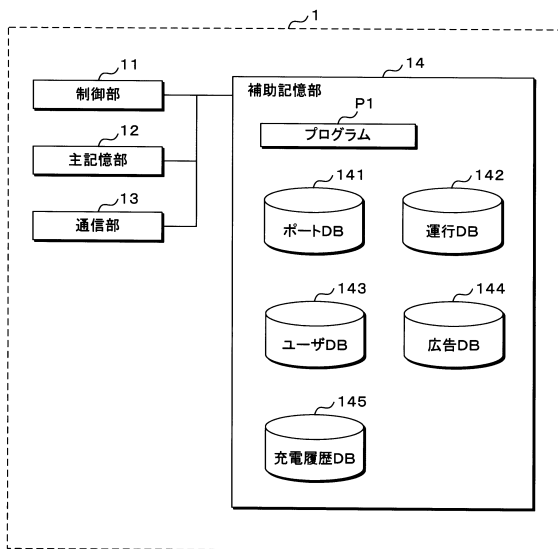 1
11
制御部
12
主記憶部
13
通信部
14
補助記憶部
P1
プログラム
141
ポートDB
142
運行DB
143
ユーザDB
144
広告DB
145
充電履歴DB